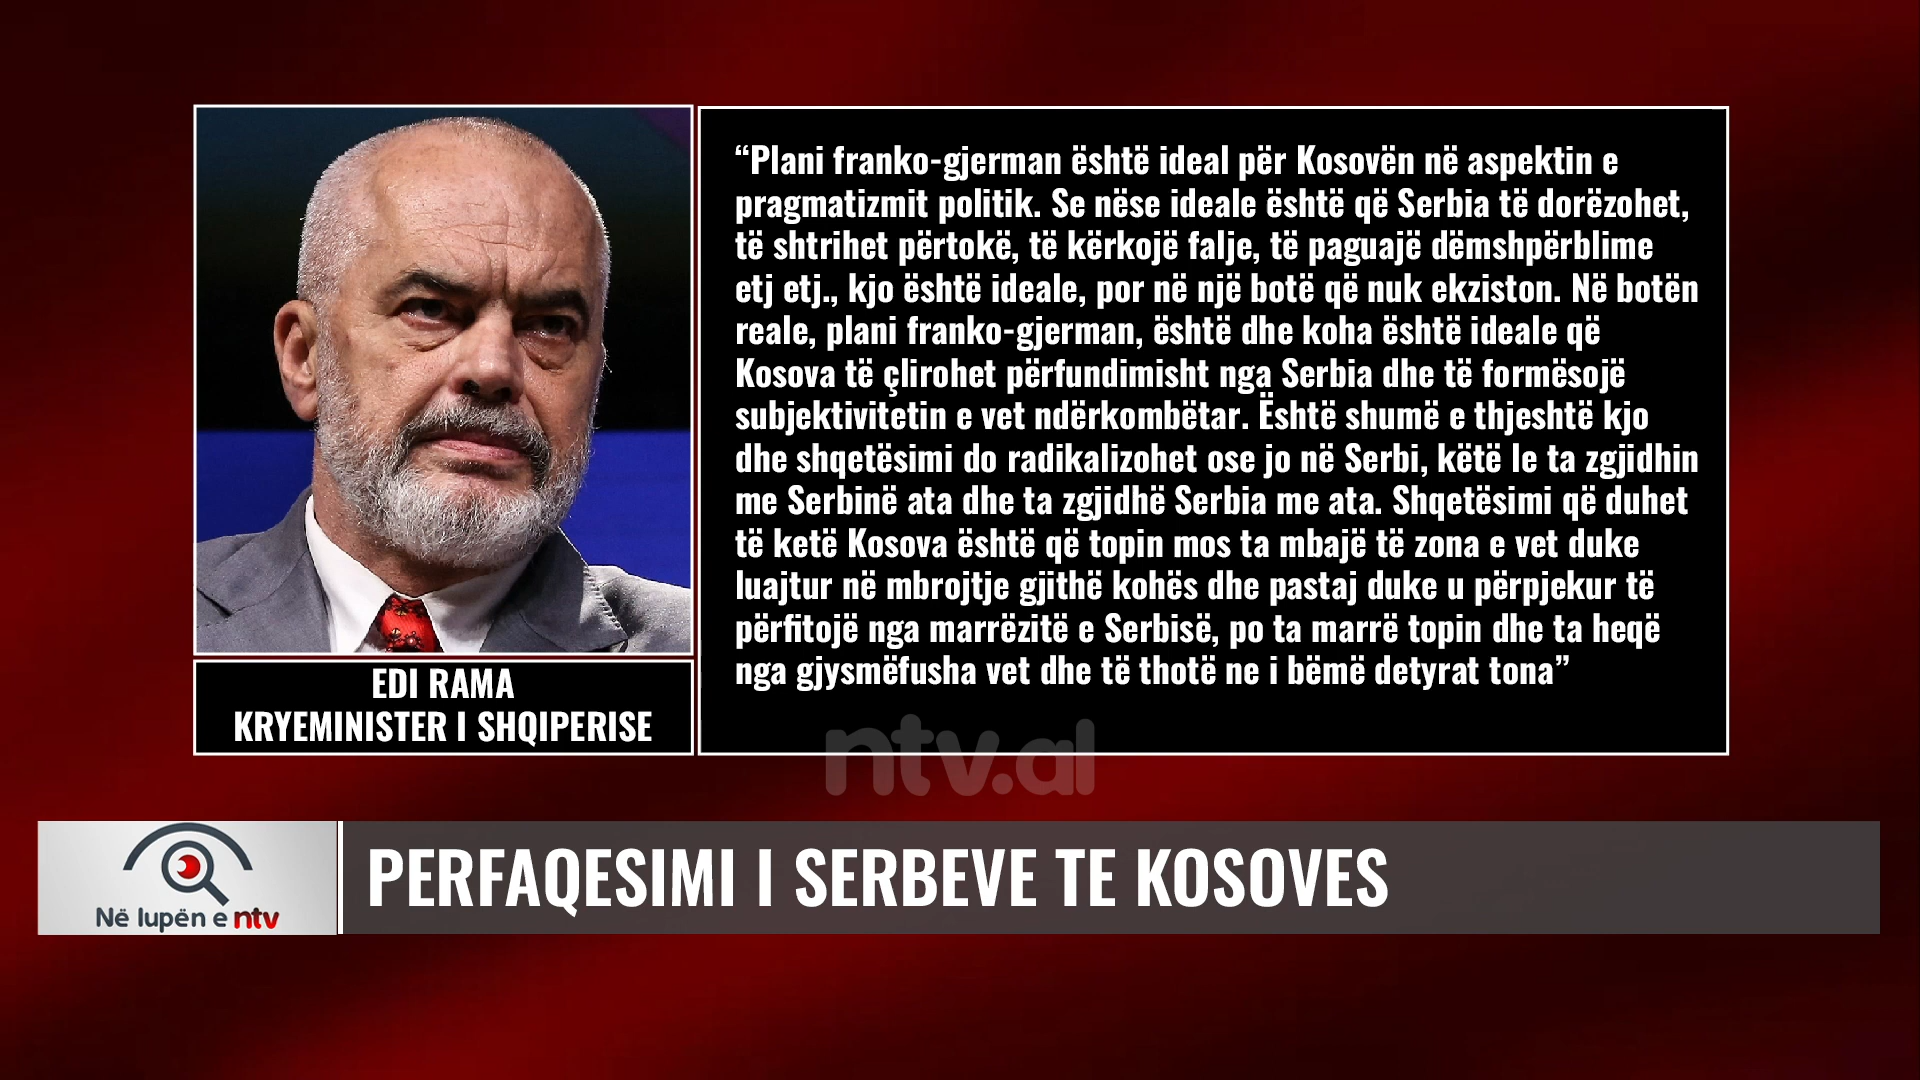 “Plani franko-gjerman është ideal për Kosovën në aspektin e
pragmatizmit politik. Se nëse ideale është që Serbia të dorëzohet,
të shtrihet përtokë, të kërkojë falje, të paguajë dëmshpërblime
etj etj., kjo është ideale, por në një botë që nuk ekziston. Në botën
reale, plani franko-gjerman, është dhe koha është ideale që
Kosova të çlirohet përfundimisht nga Serbia dhe të formësojë
subjektivitetin e vet ndërkombëtar. Është shumë e thjeshtë kjo
dhe shqetësimi do radikalizohet ose jo në Serbi, këtë le ta zgjidhin
me Serbinë ata dhe ta zgjidhë Serbia me ata. Shqetësimi që duhet
të ketë Kosova është që topin mos ta mbajë të zona e vet duke
luajtur në mbrojtje gjithë kohës dhe pastaj duke u përpjekur të
përfitojë nga marrëzitë e Serbisë, po ta marrë topin dhe ta heqë
nga gjysmëfusha vet dhe të thotë ne i bëmë detyrat tona”
EDI RAMA
KRYEMINISTER I SHQIPERISE
ntv.al
Në lupën e ntv
PERFAQESIMI I SERBEVE TE KOSOVES